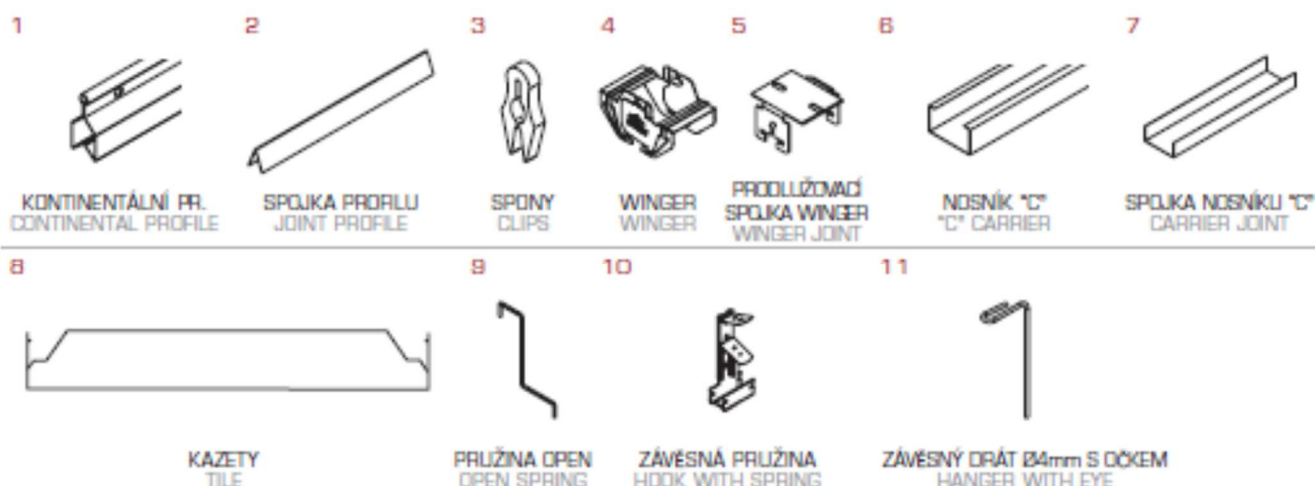 1 2 3 4 5 6 7
KONTINENTÁLNÍ PR.
CONTINENTAL PROFILE
SPOJKA PROFILU
JOINT PROFILE
SPONY
CLIPS
WINGER
WINGER
PRODLUŽOVACÍ
SPOJKA WINGER
WINGER JOINT
NOSNÍK "C"
"C" CARRIER
SPOJKA NOSNÍKU "C"
CARRIER JOINT
8 9 10 11
KAZETY
TILE
PRUŽINA OPEN
OPEN SPRING
ZÁVĚSNÁ PRUŽINA
HOOK WITH SPRING
ZÁVĚSNÝ DRÁT Ø4mm S OČKEM
HANGER WITH EYE